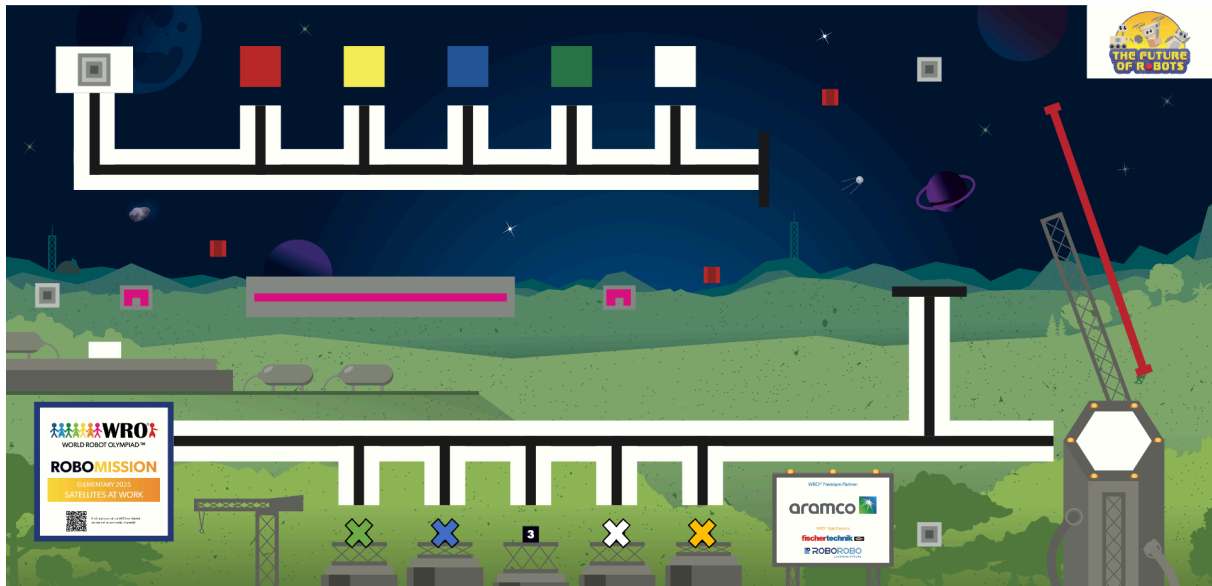 THE FUTURE
OF ROBOTS
WRO
WORLD ROBOT OLYMPIAD™
ROBOMISSION
ELEMENTARY 2025
SATELLITES AT WORK
3
WRO® Premium Partner
aramco
fischertechnik
ROBOROBO